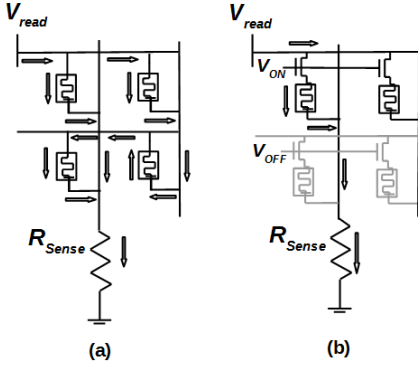 V_read
R_Sense
(a)
V_read
V_ON
V_OFF
R_Sense
(b)